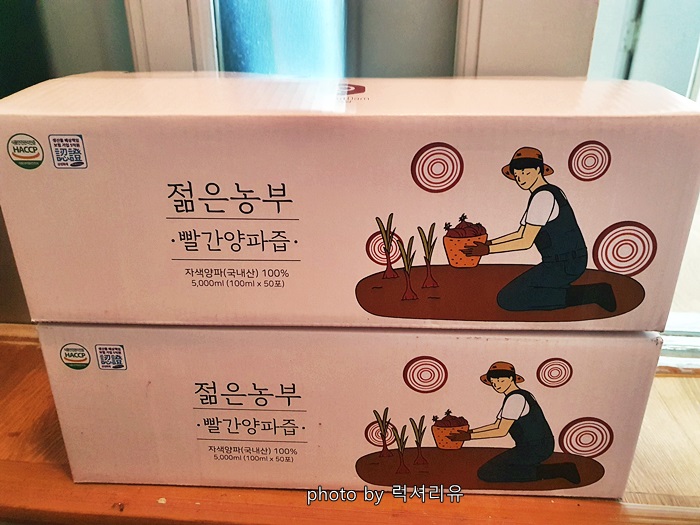 HACCP
젊은농부
·빨간양파즙·
자색양파(국내산) 100%
5,000ml (100ml x 50포)
HACCP
젊은농부
·빨간양파즙·
자색양파(국내산) 100%
5,000ml (100ml x 50포)
photo by 럭셔리유